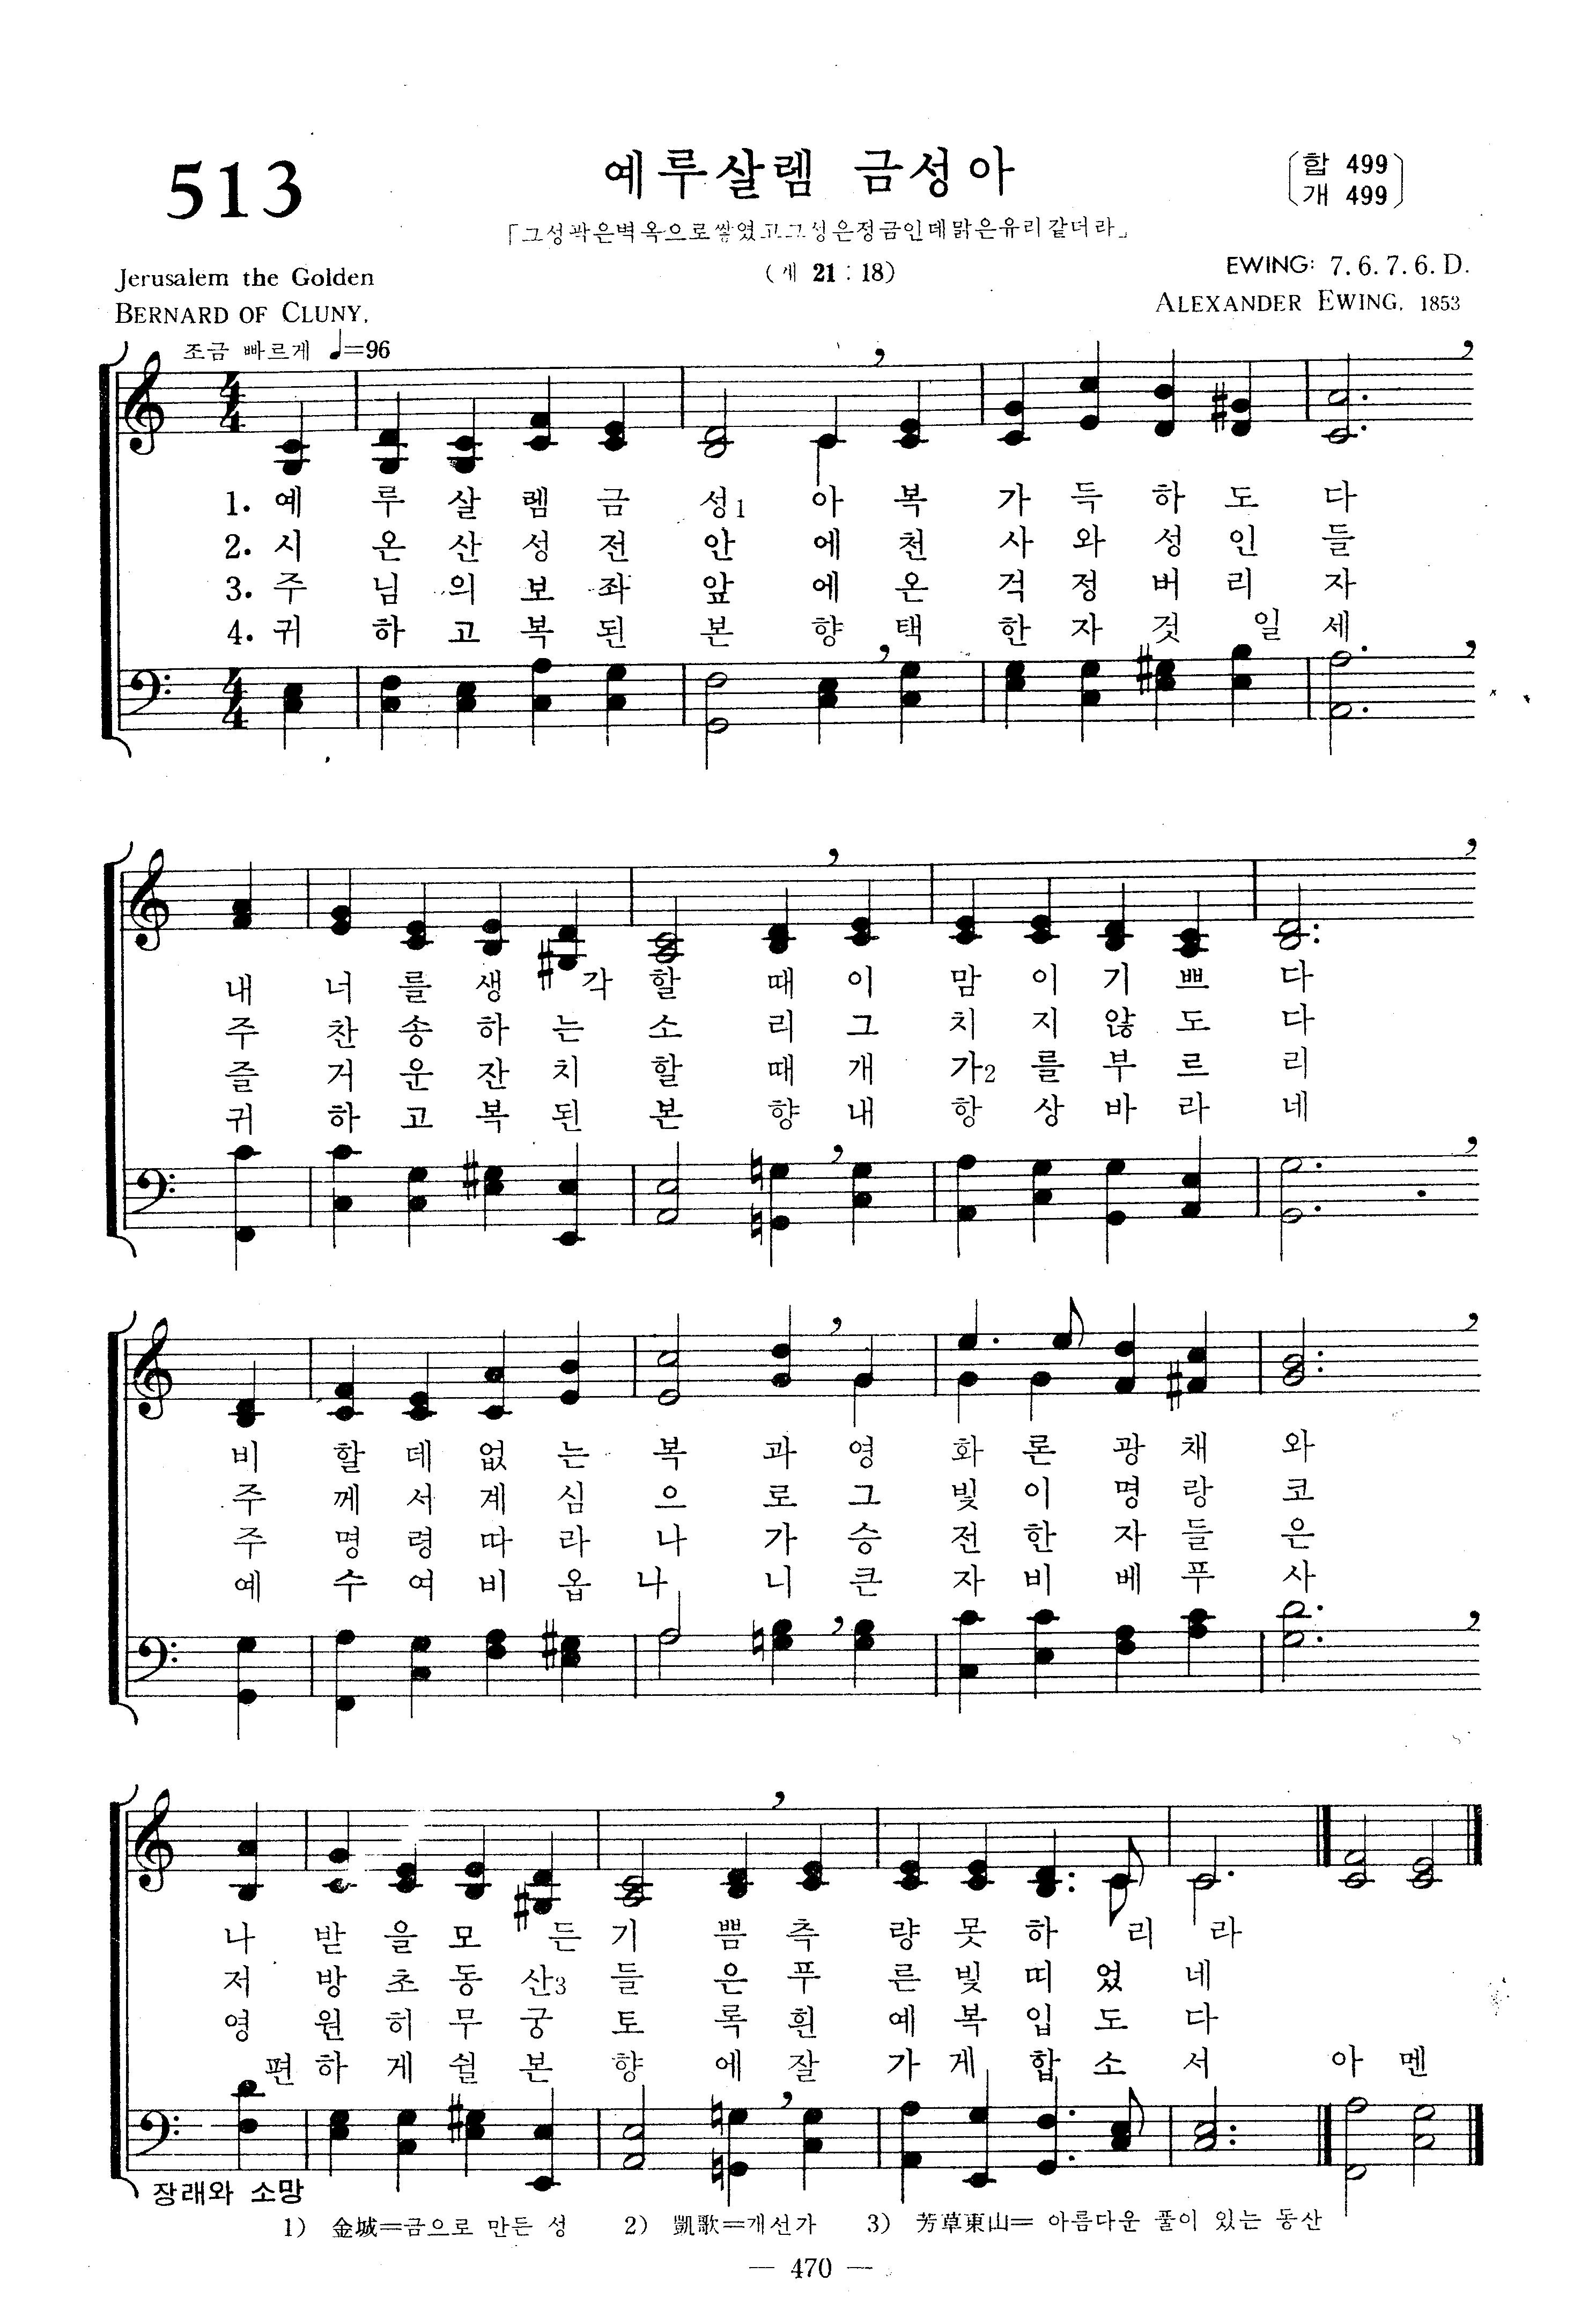 513
예루살렘 금성아
합 499
개 499
「그성곽은벽옥으로쌓였고그성은정금인데맑은유리같더라」
(계 21 : 18)
Jerusalem the Golden
BERNARD OF CLUNY,
EWING: 7. 6. 7. 6. D.
ALEXANDER EWING, 1853
조금 빠르게 ♩=96
4
4
1. 예 루 살 렘 금 성1 아 복 가 득 하 도 다
2. 시 온 산 성 전 안 에 천 사 와 성 인 들
3. 주 님 의 보 좌 앞 에 온 걱 정 버 리 자
4. 귀 하 고 복 된 본 향 택 한 자 것 일 세
4
4
내 너 를 생 각 할 때 이 맘 이 기 쁘 다
주 찬 송 하 는 소 리 그 치 지 않 도 다
즐 거 운 잔 치 할 때 개 가2 를 부 르 리
귀 하 고 복 된 본 향 내 항 상 바 라 네
비 할 데 없 는 복 과 영 화 론 광 채 와
주 께 서 계 심 으 로 그 빛 이 명 랑 코
주 명 령 따 라 나 가 승 전 한 자 들 은
예 수 여 비 옵 나 니 큰 자 비 베 푸 사
나 받 을 모 든 기 쁨 측 량 못 하 리 라
저 방 초 동 산3 들 은 푸 른 빛 띠 었 네
영 원 히 무 궁 토 록 흰 예 복 입 도 다
편 하 게 쉴 본 향 에 잘 가 게 합 소 서 아 멘
장래와 소망
1) 金城=금으로 만든 성 2) 凱歌=개선가 3) 芳草東山= 아름다운 풀이 있는 동산
— 470 —